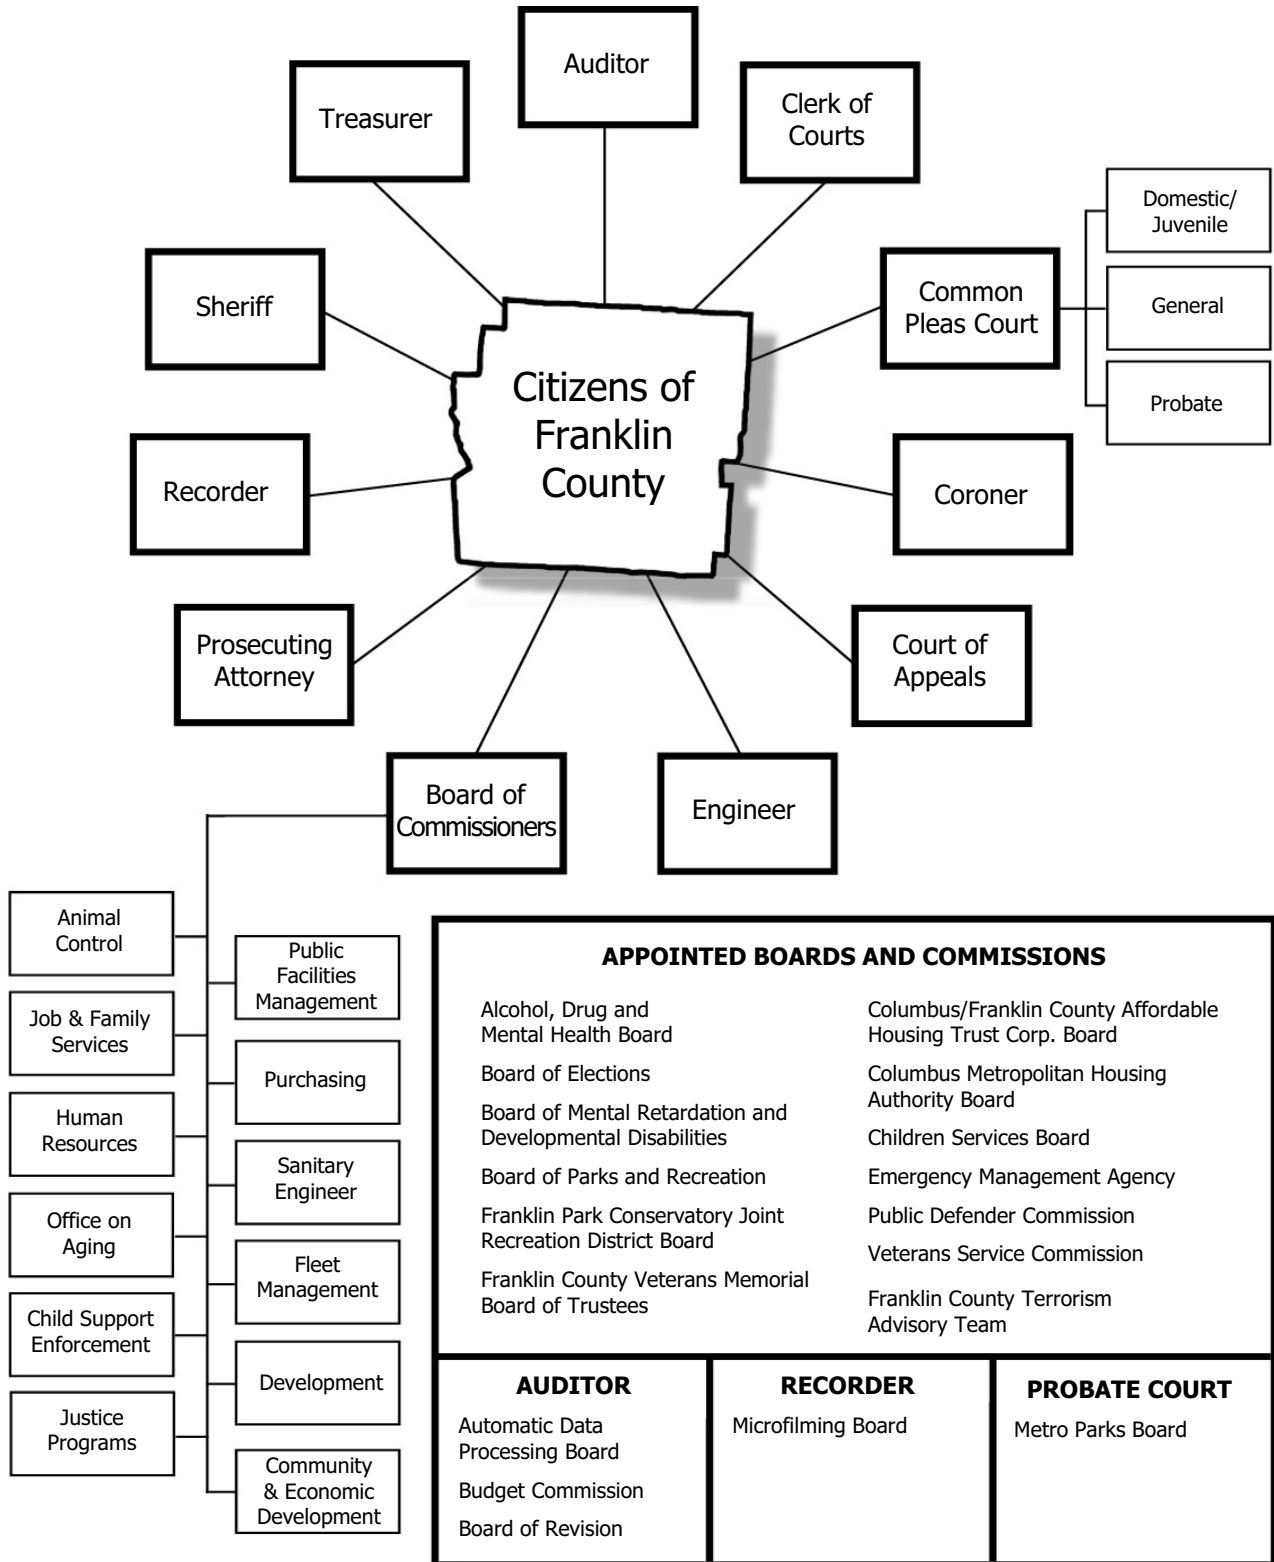 Auditor
Treasurer
Clerk of
Courts
Domestic/
Juvenile
Sheriff
Common
Pleas Court
General
Probate
Citizens of
Franklin
County
Recorder
Coroner
Prosecuting
Attorney
Court of
Appeals
Board of
Commissioners
Engineer
Animal
Control
Job & Family
Services
Human
Resources
Office on
Aging
Child Support
Enforcement
Justice
Programs
Public
Facilities
Management
Purchasing
Sanitary
Engineer
Fleet
Management
Development
Community
& Economic
Development
APPOINTED BOARDS AND COMMISSIONS
Alcohol, Drug and
Mental Health Board
Board of Elections
Board of Mental Retardation and
Developmental Disabilities
Board of Parks and Recreation
Franklin Park Conservatory Joint
Recreation District Board
Franklin County Veterans Memorial
Board of Trustees
Columbus/Franklin County Affordable
Housing Trust Corp. Board
Columbus Metropolitan Housing
Authority Board
Children Services Board
Emergency Management Agency
Public Defender Commission
Veterans Service Commission
Franklin County Terrorism
Advisory Team
AUDITOR
Automatic Data
Processing Board
Budget Commission
Board of Revision
RECORDER
Microfilming Board
PROBATE COURT
Metro Parks Board